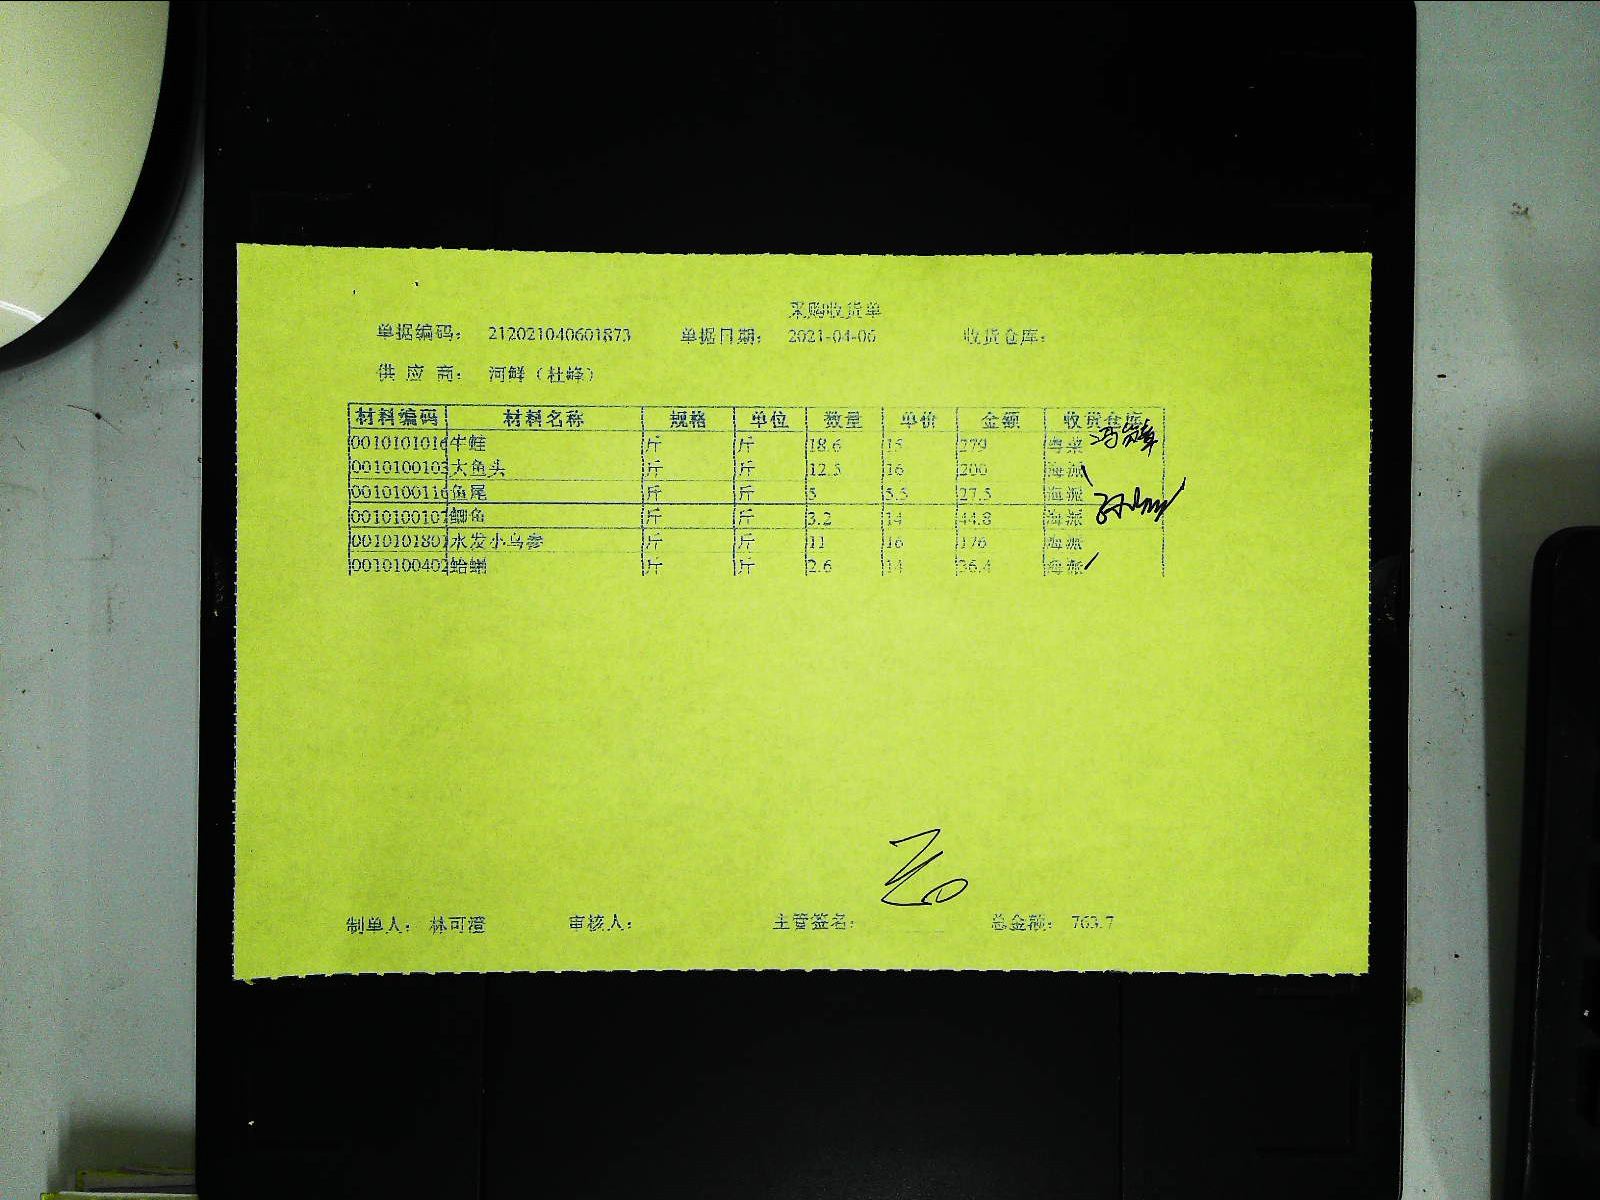 采购收货单
单据编码： 212021040601873 单据日期： 2021-04-06 收货仓库：
供 应 商： 河鲜（杜峰）
材料编码 材料名称 规格 单位 数量 单价 金额 收货仓库
0010101016 牛蛙 斤 斤 18.6 15 279 粤菜
0010100103 大鱼头 斤 斤 12.5 16 200 海派
0010100116 鱼尾 斤 斤 5 5.5 27.5 海派
0010100107 鲫鱼 斤 斤 3.2 14 44.8 海派
0010101801 水发小乌参 斤 斤 11 16 176 海派
0010100402 蛤蜊 斤 斤 2.6 14 36.4 海派
制单人： 林可澄 审核人： 主管签名： 总金额： 763.7